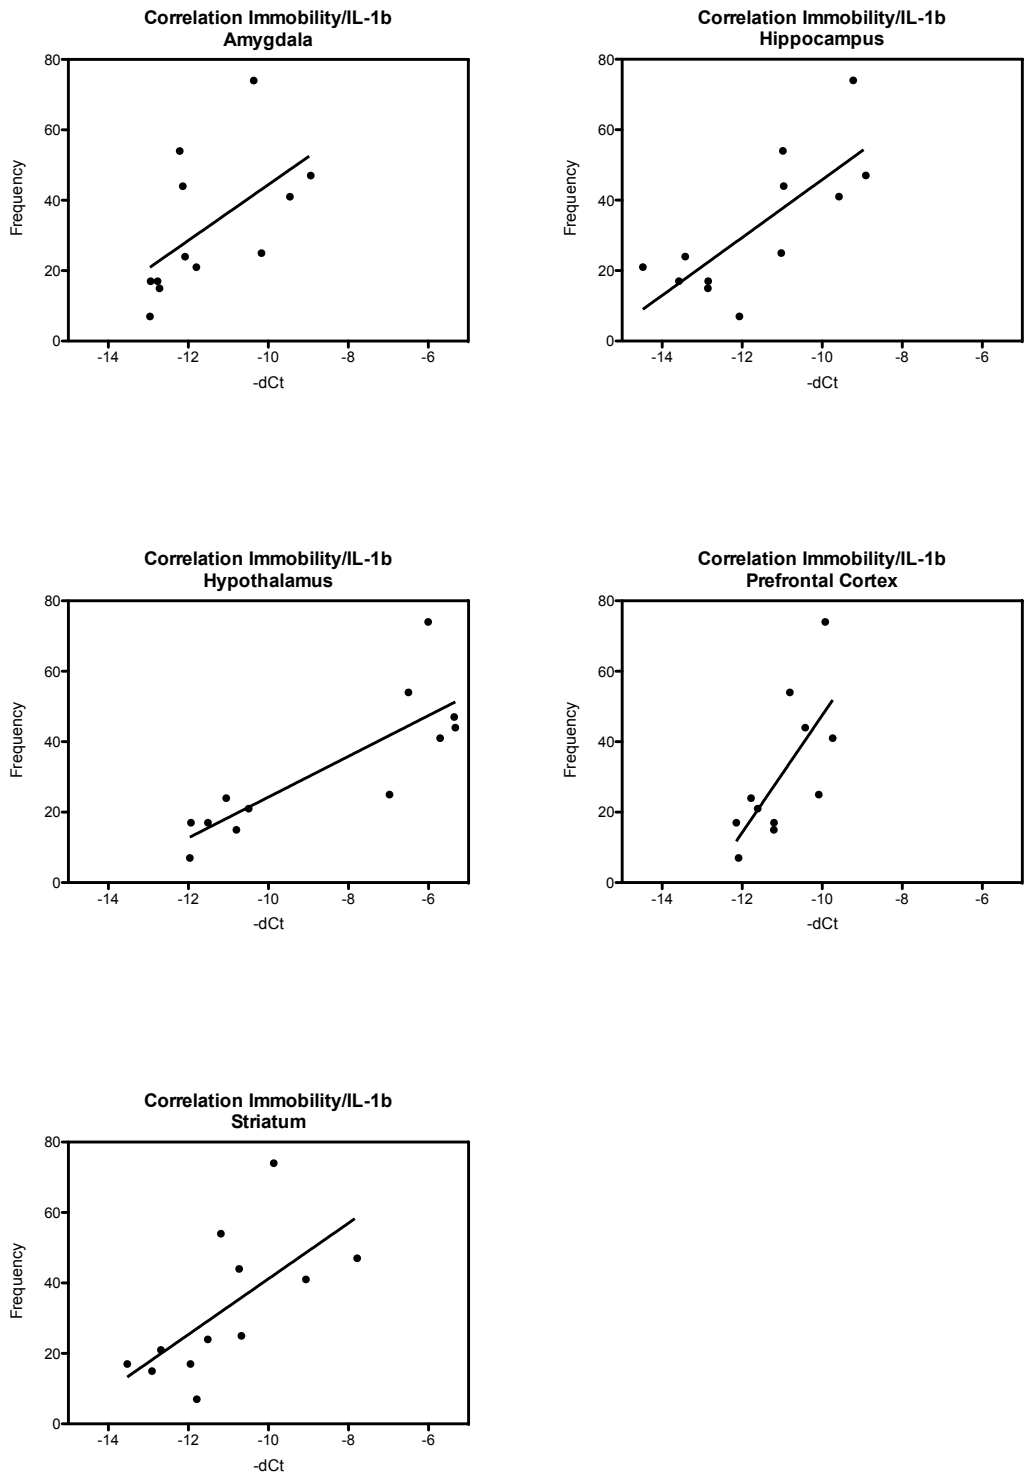 Correlation Immobility/IL-1b
Amygdala
80
60
40
20
0
Frequency
-14 -12 -10 -8 -6
-dCt
Correlation Immobility/IL-1b
Hippocampus
80
60
40
20
0
Frequency
-14 -12 -10 -8 -6
-dCt
Correlation Immobility/IL-1b
Hypothalamus
80
60
40
20
0
Frequency
-14 -12 -10 -8 -6
-dCt
Correlation Immobility/IL-1b
Prefrontal Cortex
80
60
40
20
0
Frequency
-14 -12 -10 -8 -6
-dCt
Correlation Immobility/IL-1b
Striatum
80
60
40
20
0
Frequency
-14 -12 -10 -8 -6
-dCt